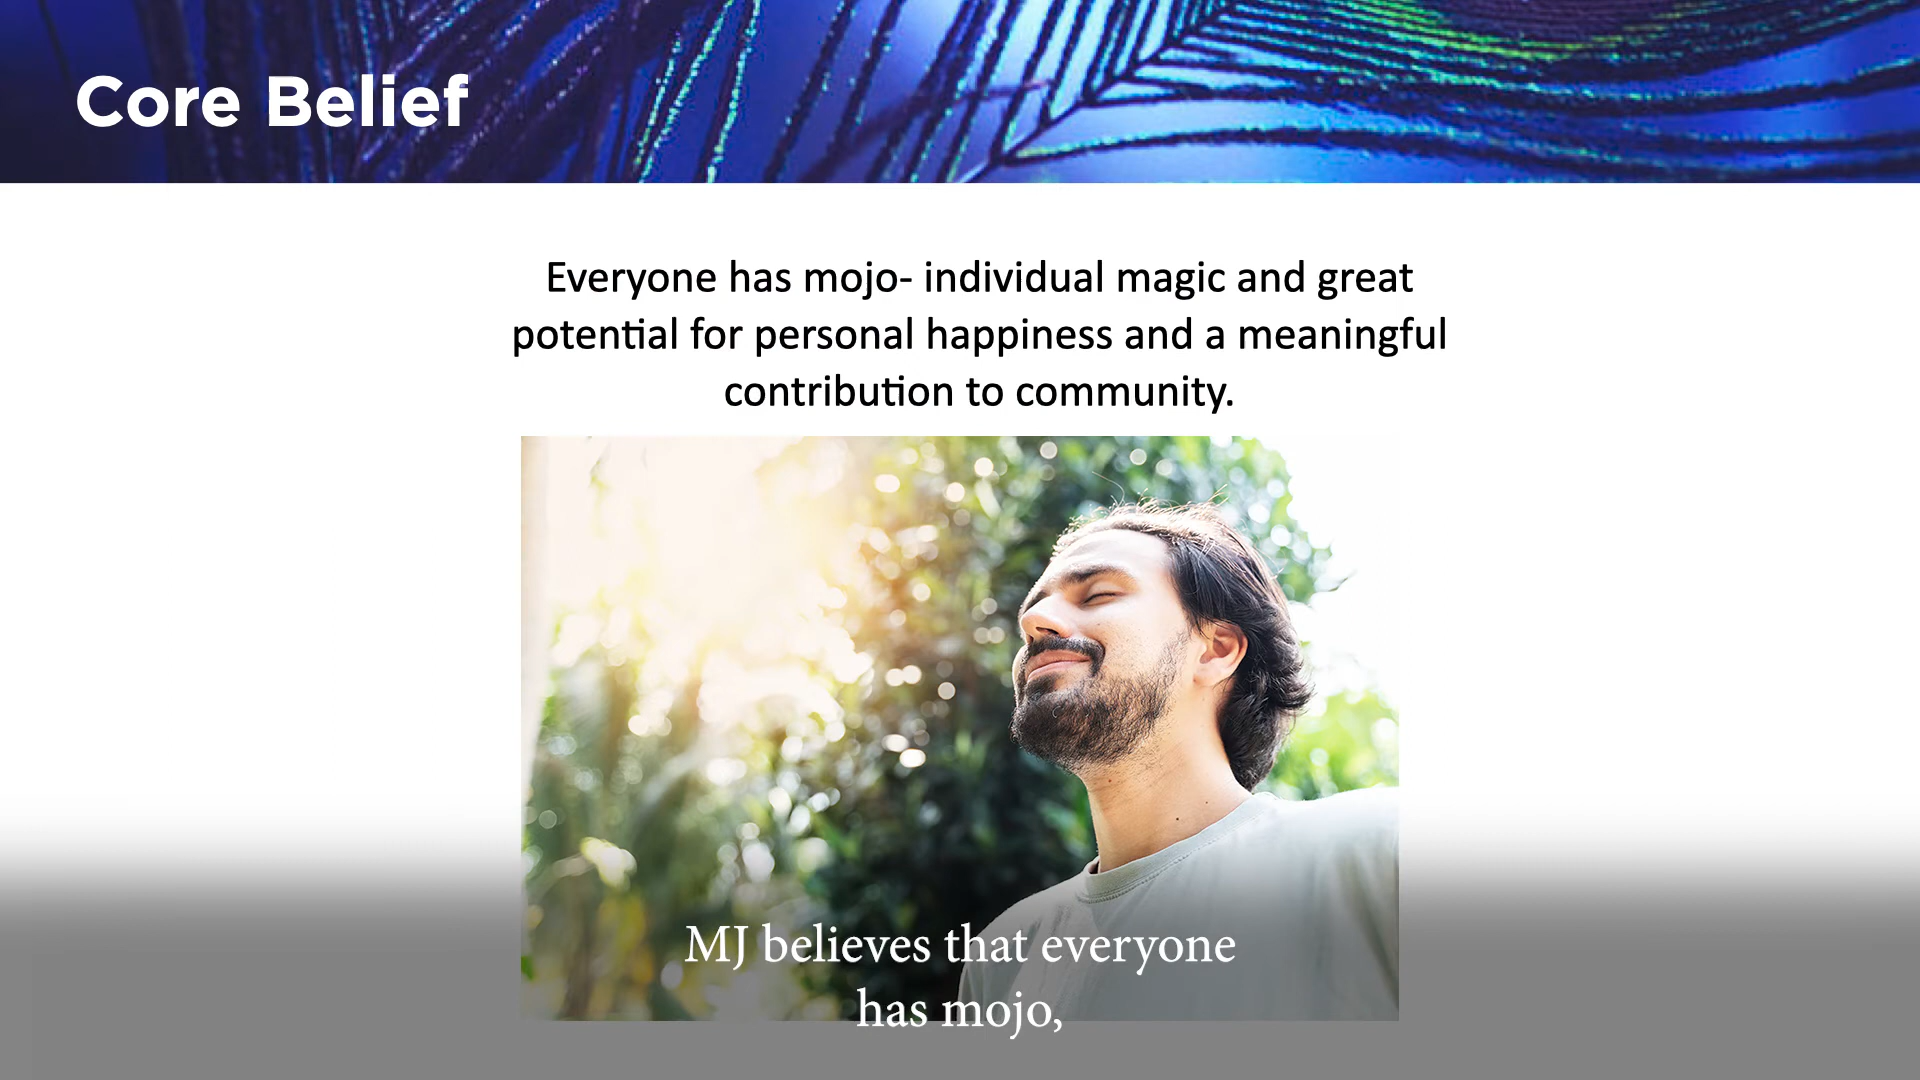 Core Belief
Everyone has mojo- individual magic and great
potential for personal happiness and a meaningful
contribution to community.
MJ believes that everyone
has mojo,